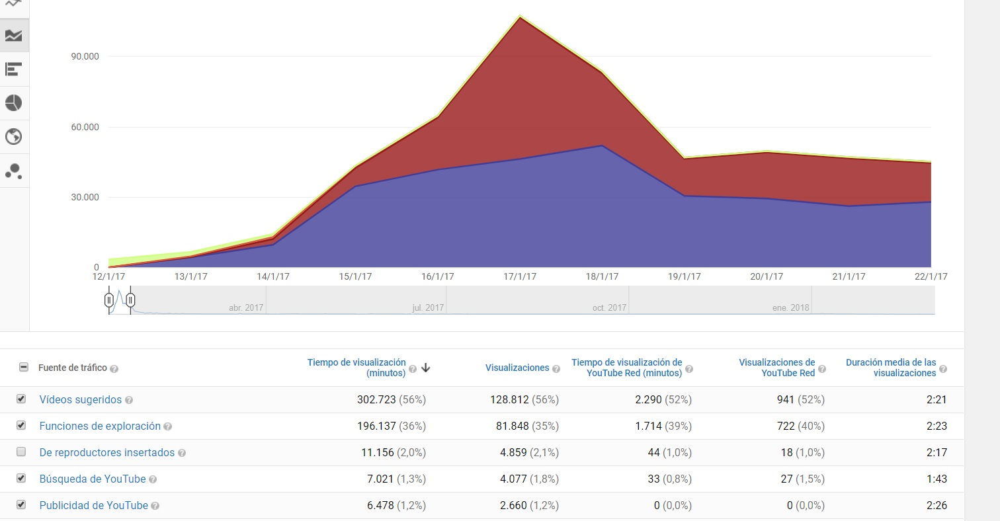 90.000
60.000
30.000
0
12/1/17 13/1/17 14/1/17 15/1/17 16/1/17 17/1/17 18/1/17 19/1/17 20/1/17 21/1/17 22/1/17
abr. 2017 jul. 2017 oct. 2017 ene. 2018
Fuente de tráfico ? Tiempo de visualización (minutos) ? Visualizaciones ? Tiempo de visualización de YouTube Red (minutos) ? Visualizaciones de YouTube Red ? Duración media de las visualizaciones ?
Vídeos sugeridos ? 302.723 (56%) 128.812 (56%) 2.290 (52%) 941 (52%) 2:21
Funciones de exploración ? 196.137 (36%) 81.848 (35%) 1.714 (39%) 722 (40%) 2:23
De reproductores insertados ? 11.156 (2,0%) 4.859 (2,1%) 44 (1,0%) 18 (1,0%) 2:17
Búsqueda de YouTube ? 7.021 (1,3%) 4.077 (1,8%) 33 (0,8%) 27 (1,5%) 1:43
Publicidad de YouTube ? 6.478 (1,2%) 2.660 (1,2%) 0 (0,0%) 0 (0,0%) 2:26